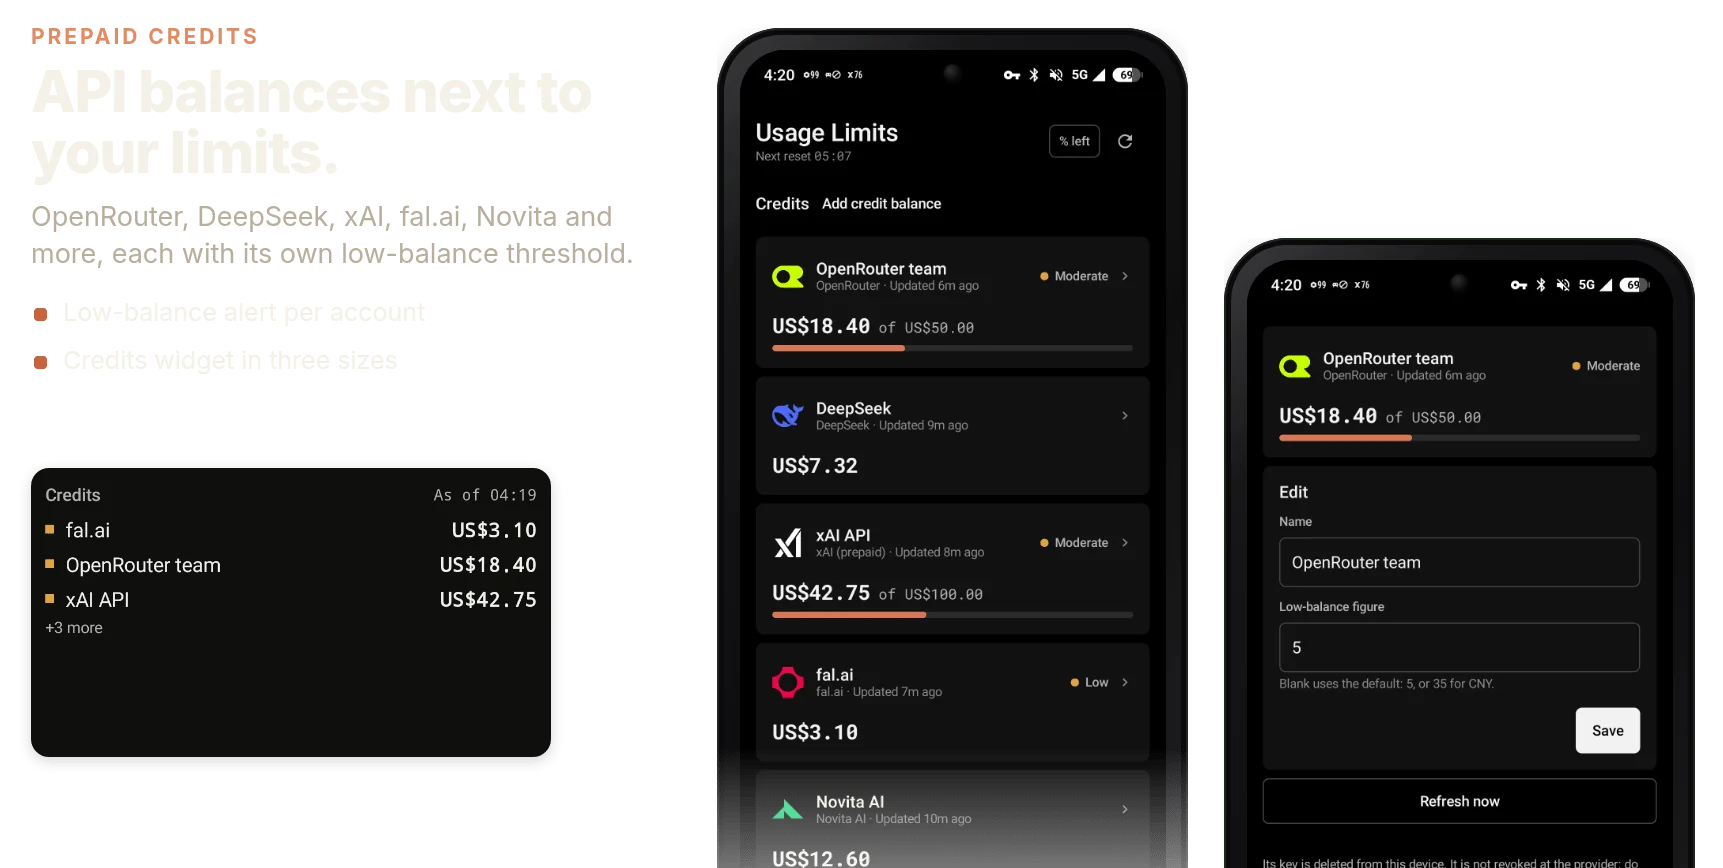 PREPAID CREDITS
API balances next to
your limits.
OpenRouter, DeepSeek, xAI, fal.ai, Novita and
more, each with its own low-balance threshold.
Low-balance alert per account
Credits widget in three sizes
Credits As of 04:19
fal.ai US$3.10
OpenRouter team US$18.40
xAI API US$42.75
+3 more
4:20 99 76 5G 69
Usage Limits
Next reset 05:07
% left
Credits Add credit balance
OpenRouter team
OpenRouter · Updated 6m ago
Moderate
US$18.40 of US$50.00
DeepSeek
DeepSeek · Updated 9m ago
US$7.32
xAI API
xAI (prepaid) · Updated 8m ago
Moderate
US$42.75 of US$100.00
fal.ai
fal.ai · Updated 7m ago
Low
US$3.10
Novita AI
Novita AI · Updated 10m ago
US$12.60
4:20 99 76 5G 69
OpenRouter team
OpenRouter · Updated 6m ago
Moderate
US$18.40 of US$50.00
Edit
Name
OpenRouter team
Low-balance figure
5
Blank uses the default: 5, or 35 for CNY.
Save
Refresh now
Its key is deleted from this device. It is not revoked at the provider: do